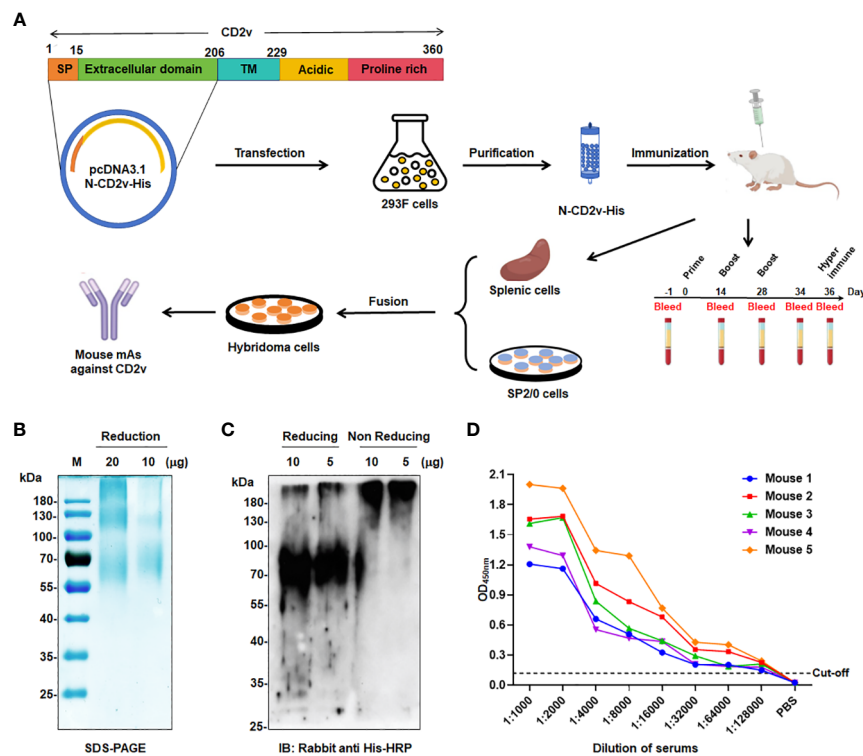 A
CD2v
1 15 206 229 360
SP Extracellular domain TM Acidic Proline rich
pcDNA3.1
N-CD2v-His
Transfection
293F cells
Purification
N-CD2v-His
Immunization
Splenic cells
SP2/0 cells
Fusion
Hybridoma cells
Mouse mAs
against CD2v
Prime Boost Boost Hyper
immune
-1 0 14 28 34 36 Day
Bleed Bleed Bleed Bleed Bleed
B
Reduction
M 20 10 (μg)
kDa
180-
130-
100-
70-
55-
40-
35-
25-
SDS-PAGE
C
Reducing Non Reducing
10 5 10 5 (μg)
kDa
180-
130-
100-
70-
55-
40-
35-
25-
IB: Rabbit anti His-HRP
D
Mouse 1
Mouse 2
Mouse 3
Mouse 4
Mouse 5
OD450nm
2.1
1.8
1.5
1.2
0.9
0.6
0.3
0.0
Cut-off
1:1000 1:2000 1:4000 1:8000 1:16000 1:32000 1:64000 1:128000 PBS
Dilution of serums